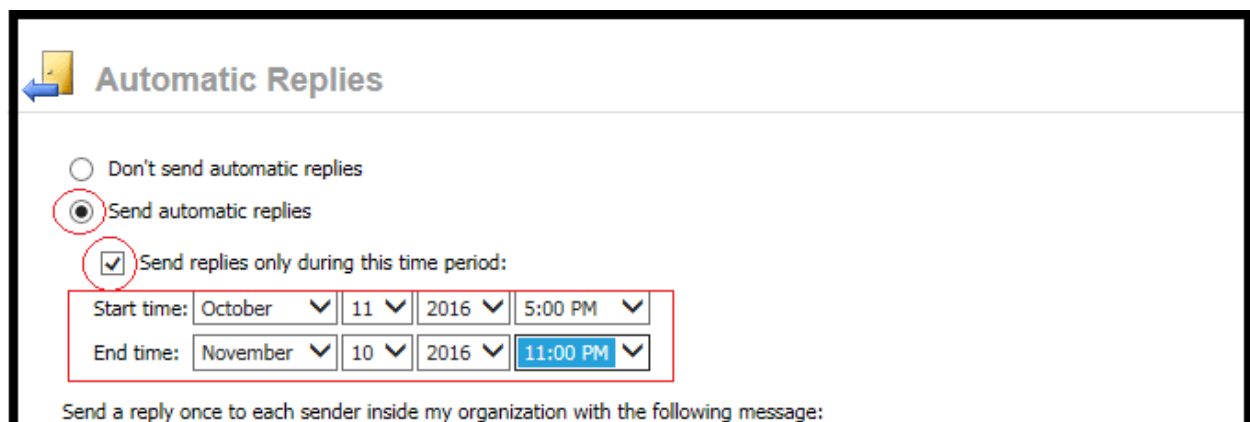 Automatic Replies
Don't send automatic replies
Send automatic replies
Send replies only during this time period:
Start time: October 11 2016 5:00 PM
End time: November 10 2016 11:00 PM
Send a reply once to each sender inside my organization with the following message: